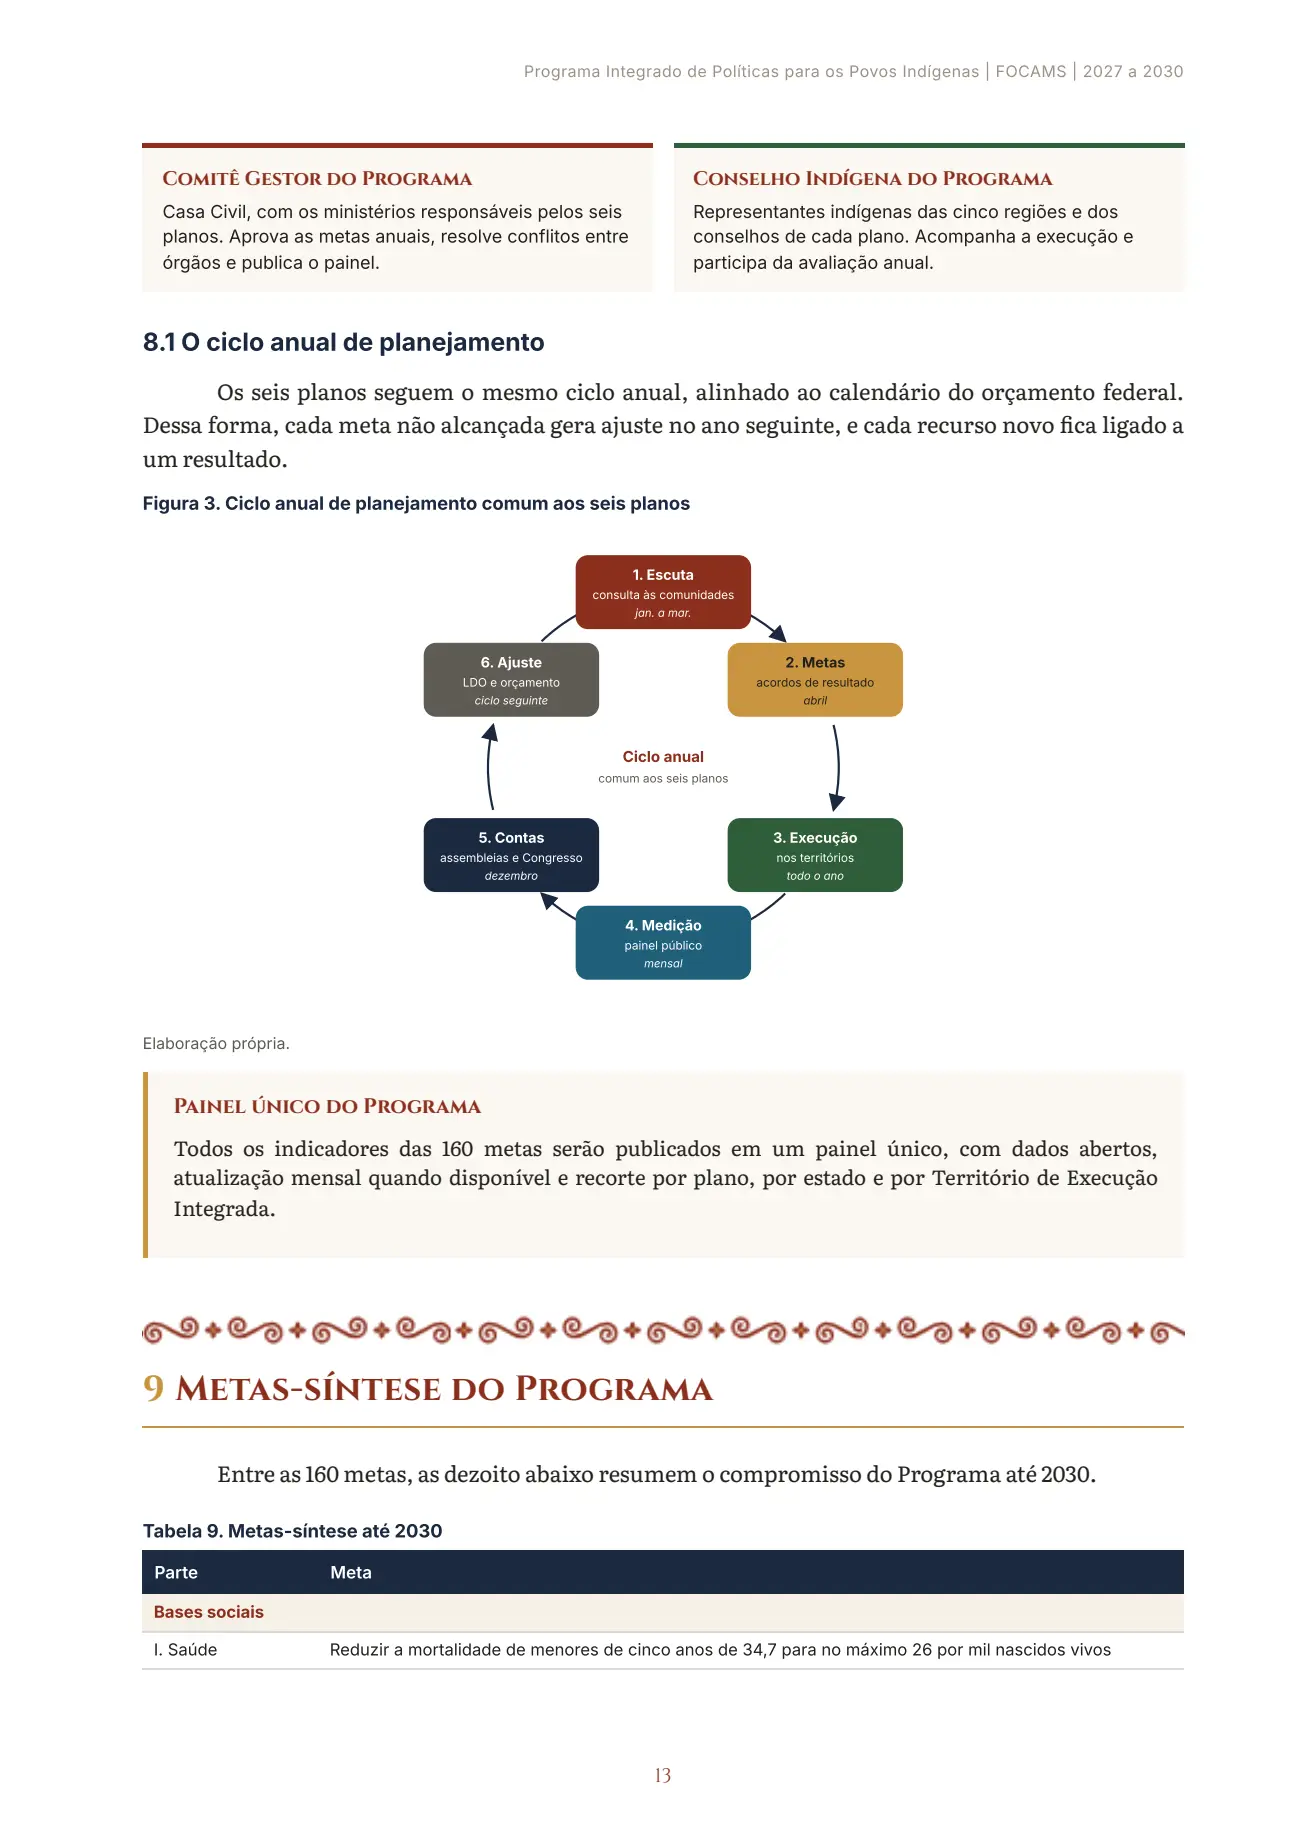 Programa Integrado de Políticas para os Povos Indígenas | FOCAMS | 2027 a 2030
Comitê Gestor do Programa
Casa Civil, com os ministérios responsáveis pelos seis
planos. Aprova as metas anuais, resolve conflitos entre
órgãos e publica o painel.
Conselho Indígena do Programa
Representantes indígenas das cinco regiões e dos
conselhos de cada plano. Acompanha a execução e
participa da avaliação anual.
8.1 O ciclo anual de planejamento
Os seis planos seguem o mesmo ciclo anual, alinhado ao calendário do orçamento federal.
Dessa forma, cada meta não alcançada gera ajuste no ano seguinte, e cada recurso novo fica ligado a
um resultado.
Figura 3. Ciclo anual de planejamento comum aos seis planos
1. Escuta
consulta às comunidades
jan. a mar.
2. Metas
acordos de resultado
abril
3. Execução
nos territórios
todo o ano
4. Medição
painel público
mensal
5. Contas
assembleias e Congresso
dezembro
6. Ajuste
LDO e orçamento
ciclo seguinte
Ciclo anual
comum aos seis planos
Elaboração própria.
Painel único do Programa
Todos os indicadores das 160 metas serão publicados em um painel único, com dados abertos,
atualização mensal quando disponível e recorte por plano, por estado e por Território de Execução
Integrada.
9 Metas-síntese do Programa
Entre as 160 metas, as dezoito abaixo resumem o compromisso do Programa até 2030.
Tabela 9. Metas-síntese até 2030
Parte Meta
Bases sociais
I. Saúde Reduzir a mortalidade de menores de cinco anos de 34,7 para no máximo 26 por mil nascidos vivos
13